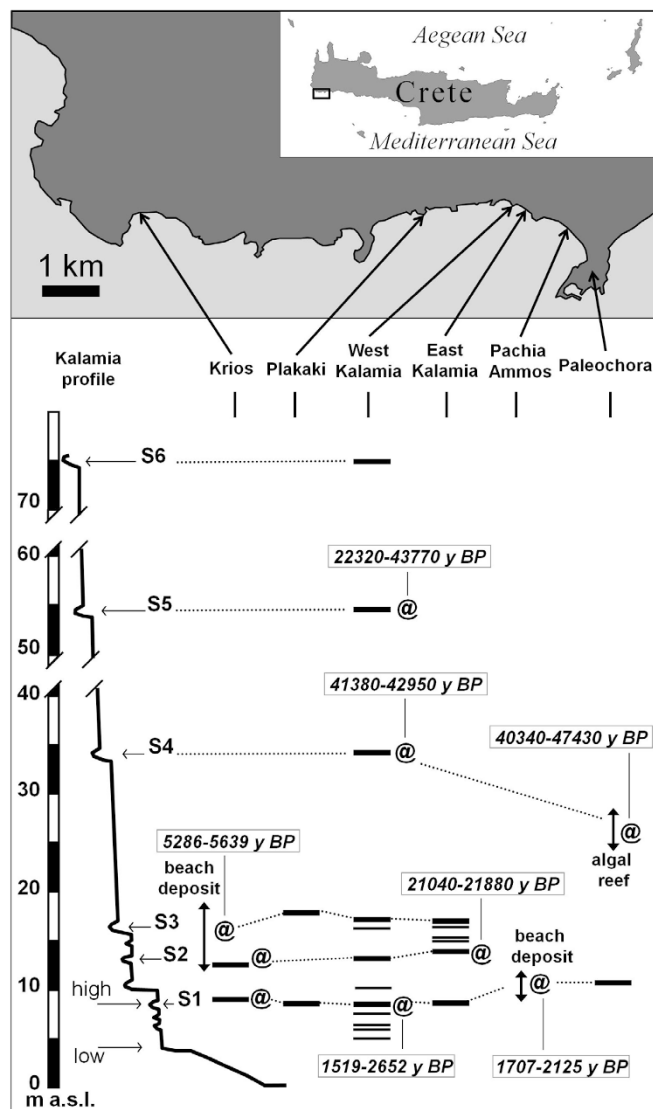 Aegean Sea
Crete
Mediterranean Sea
1 km
Kalamia
profile
Krios
Plakaki
West
Kalamia
East
Kalamia
Pachia
Ammos
Paleochora
S6
70
60
22320-43770 y BP
S5
@
50
40
41380-42950 y BP
S4
@
40340-47430 y BP
30
@
algal
reef
5286-5639 y BP
beach
deposit
21040-21880 y BP
20
S3
@
beach
deposit
S2
@
@
10
high
S1
@
@
@
low
1519-2652 y BP
1707-2125 y BP
0
m a.s.l.